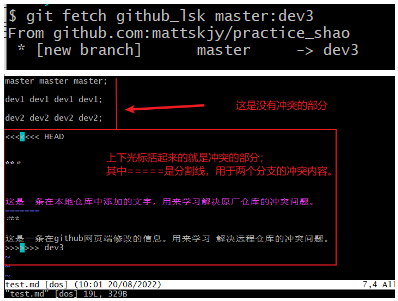 $ git fetch github_lsk master:dev3
From github.com:mattskjy/practice_shao
* [new branch] master -> dev3
master master master;
dev1 dev1 dev1 dev1;
这是没有冲突的部分
dev2 dev2 dev2 dev2;
<<<<<<< HEAD
上下光标括起来的就是冲突的部分；
其中=====是分割线，用于两个分支的冲突内容。
这是一条在本地仓库中添加的文字，用来学习解决原厂仓库的冲突问题。
=======
这是一条在github网页端修改的信息。用来学习 解决远程仓库的冲突问题。
>>>>>>> dev3
~
~
test.md [dos] (10:01 20/08/2022) 7,4 All
"test.md" [dos] 19L, 329B